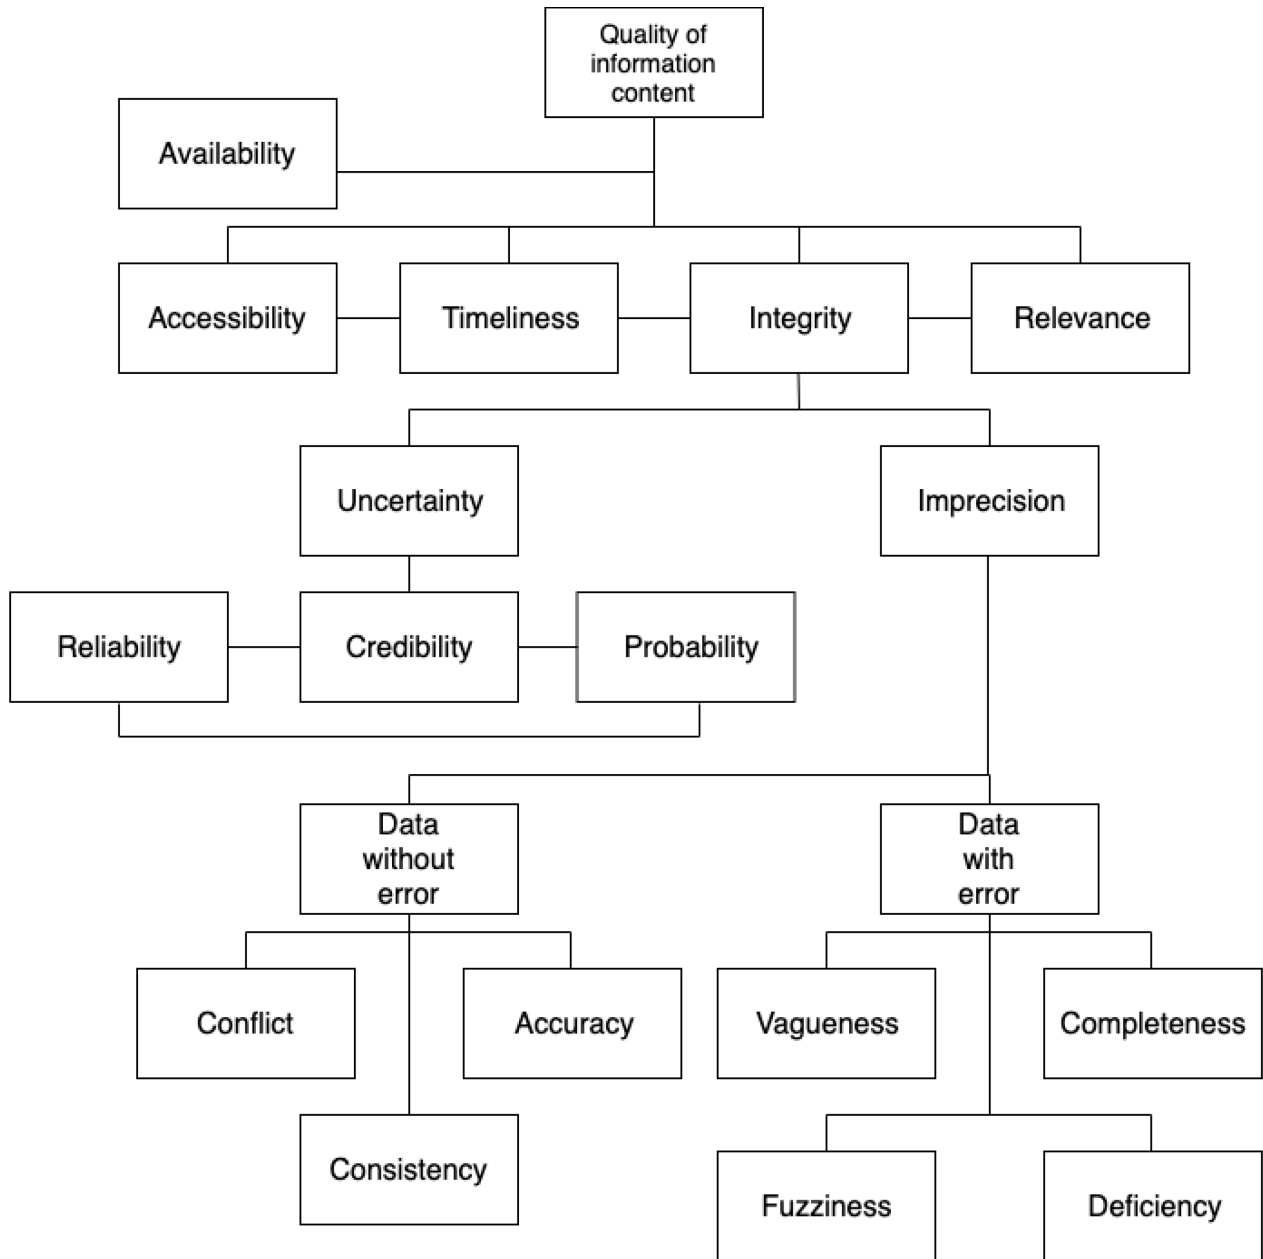 Quality of
information
content
Availability
Accessibility
Timeliness
Integrity
Relevance
Uncertainty
Imprecision
Reliability
Credibility
Probability
Data
without
error
Data
with
error
Conflict
Accuracy
Vagueness
Completeness
Consistency
Fuzziness
Deficiency